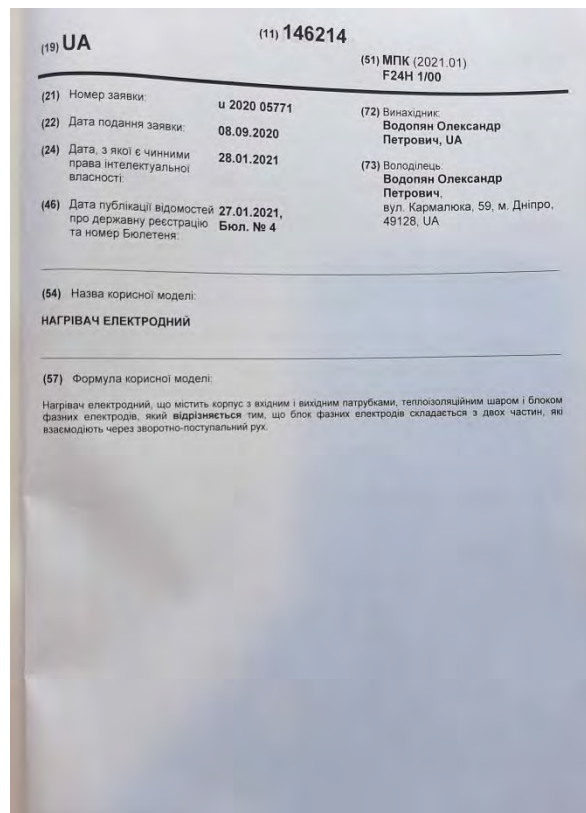 (19) UA
(11) 146214
(51) МПК (2021.01)
F24H 1/00
(21) Номер заявки:
u 2020 05771
(22) Дата подання заявки:
08.09.2020
(24) Дата, з якої є чинними
права інтелектуальної
власності:
28.01.2021
(46) Дата публікації відомостей
про державну реєстрацію
та номер Бюлетеня:
27.01.2021,
Бюл. № 4
(72) Винахідник:
Водопян Олександр
Петрович, UA
(73) Володілець:
Водопян Олександр
Петрович,
вул. Кармалюка, 59, м. Дніпро,
49128, UA
(54) Назва корисної моделі:
НАГРІВАЧ ЕЛЕКТРОДНИЙ
(57) Формула корисної моделі:
Нагрівач електродний, що містить корпус з вхідним і вихідним патрубками, теплоізоляційним шаром і блоком
фазних електродів, який відрізняється тим, що блок фазних електродів складається з двох частин, які
взаємодіють через зворотно-поступальний рух.